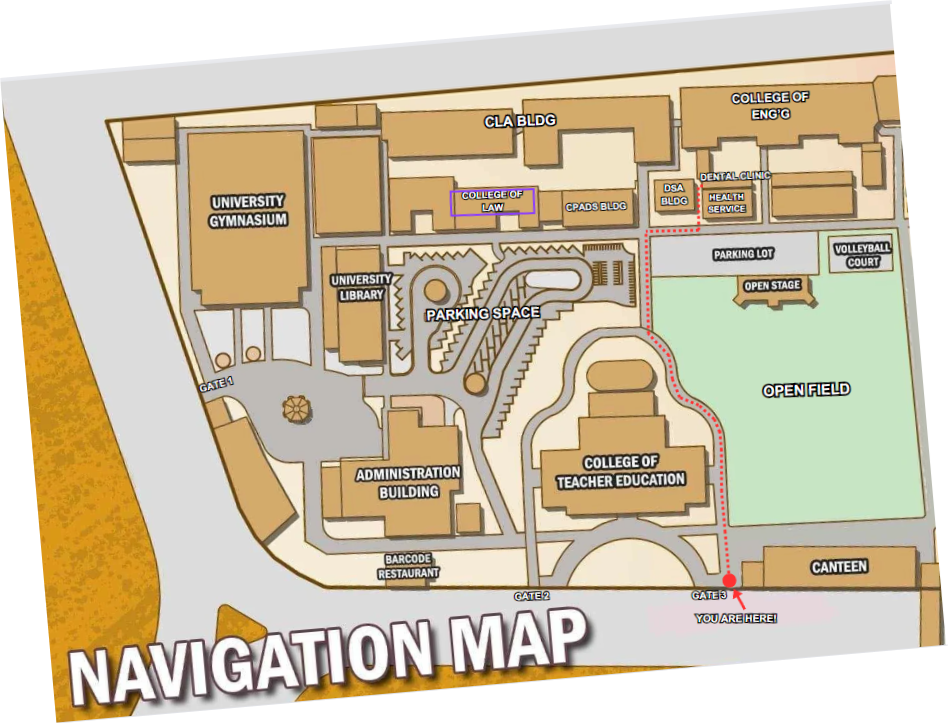 COLLEGE OF
ENG'G
CLA BLDG
DENTAL CLINIC
DSA
BLDG
HEALTH
SERVICE
COLLEGE OF
LAW
CPADS BLDG
UNIVERSITY
GYMNASIUM
PARKING LOT
VOLLEYBALL
COURT
UNIVERSITY
LIBRARY
OPEN STAGE
PARKING SPACE
GATE 1
OPEN FIELD
ADMINISTRATION
BUILDING
COLLEGE OF
TEACHER EDUCATION
BARCODE
RESTAURANT
CANTEEN
GATE 2
GATE 3
YOU ARE HERE!
NAVIGATION MAP